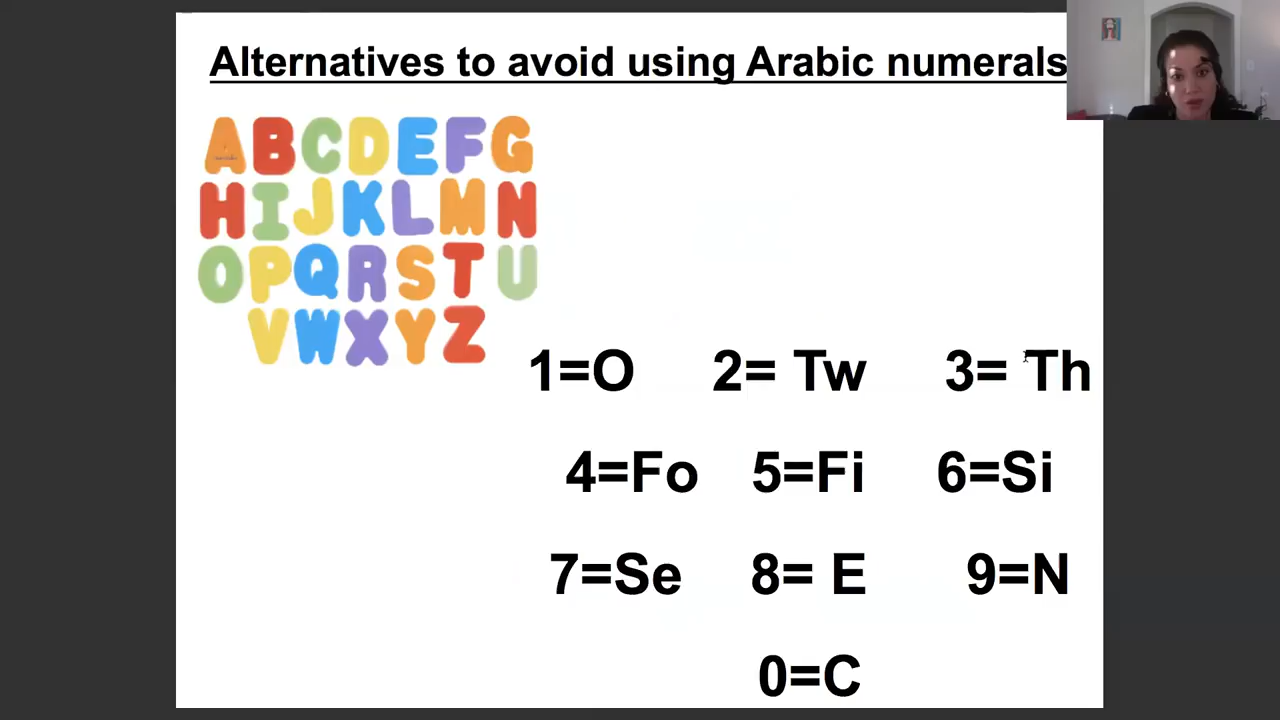 Alternatives to avoid using Arabic numerals
ABCDEFG
HIJKLMN
OPQRSTU
VWXYZ
1=O 2= Tw 3= Th
4=Fo 5=Fi 6=Si
7=Se 8= E 9=N
0=C